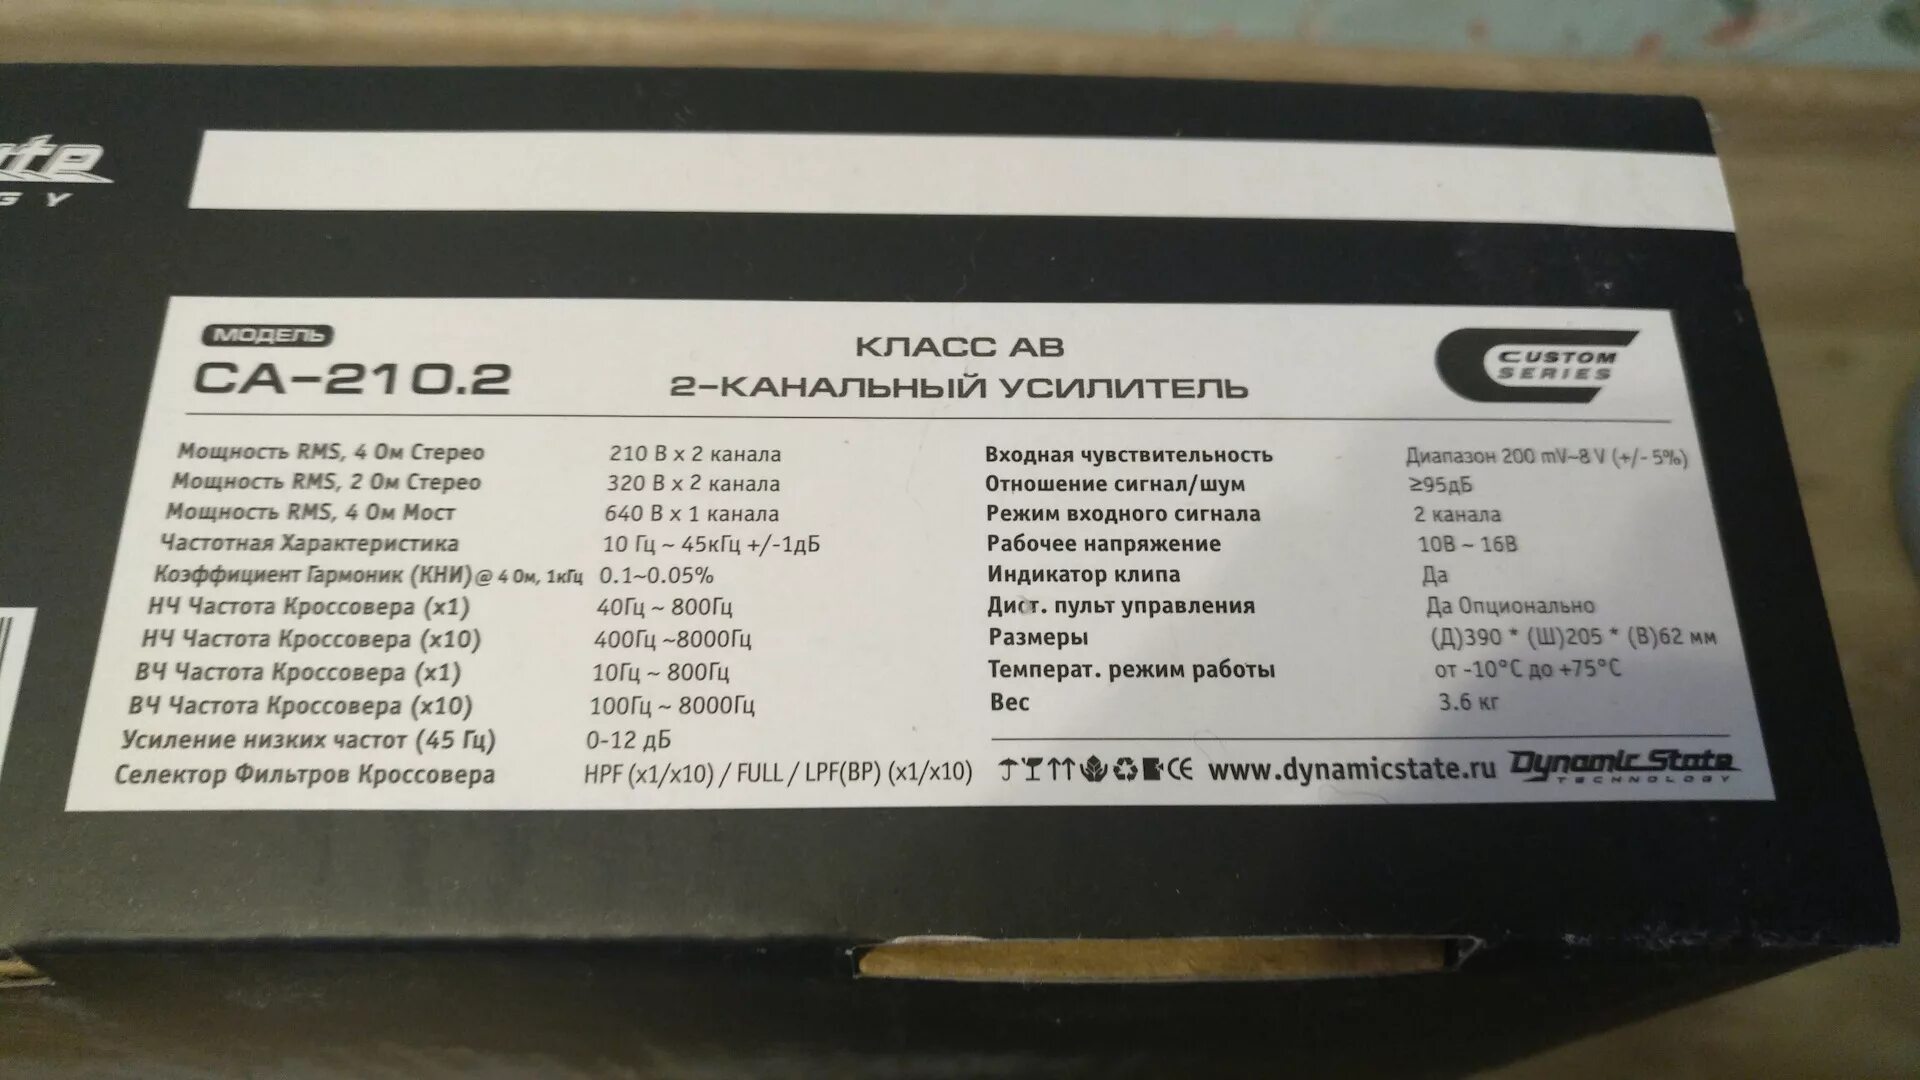 МОДЕЛЬ
CA-210.2
КЛАСС АВ
2-КАНАЛЬНЫЙ УСИЛИТЕЛЬ
CUSTOM
SERIES
Мощность RMS, 4 Ом Стерео 210 В x 2 канала
Мощность RMS, 2 Ом Стерео 320 В x 2 канала
Мощность RMS, 4 Ом Мост 640 В x 1 канала
Частотная Характеристика 10 Гц ~ 45кГц +/-1дБ
Коэффициент Гармоник (КНИ)@ 4 Ом, 1кГц 0.1~0.05%
НЧ Частота Кроссовера (x1) 40Гц ~ 800Гц
НЧ Частота Кроссовера (x10) 400Гц ~8000Гц
ВЧ Частота Кроссовера (x1) 10Гц ~ 800Гц
ВЧ Частота Кроссовера (x10) 100Гц ~ 8000Гц
Усиление низких частот (45 Гц) 0-12 дБ
Селектор Фильтров Кроссовера HPF (x1/x10) / FULL / LPF(BP) (x1/x10)
Входная чувствительность Диапазон 200 mV~8 V (+/- 5%)
Отношение сигнал/шум ≥95дБ
Режим входного сигнала 2 канала
Рабочее напряжение 10В ~ 16В
Индикатор клипа Да
Дист. пульт управления Да Опционально
Размеры (Д)390 * (Ш)205 * (В)62 мм
Температ. режим работы от -10°C до +75°C
Вес 3.6 кг
CE www.dynamicstate.ru Dynamic State
TECHNOLOGY